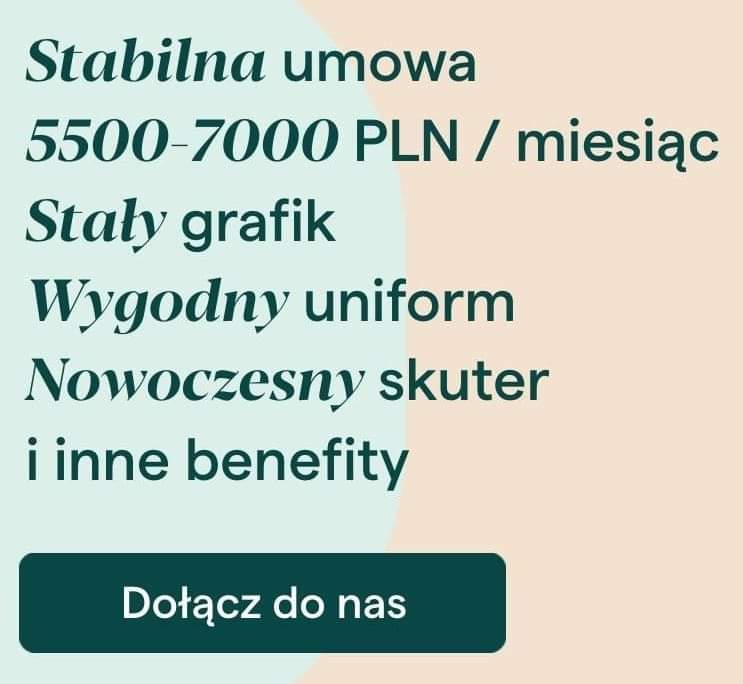 Stabilna umowa
5500-7000 PLN / miesiąc
Stały grafik
Wygodny uniform
Nowoczesny skuter
i inne benefity
Dołącz do nas